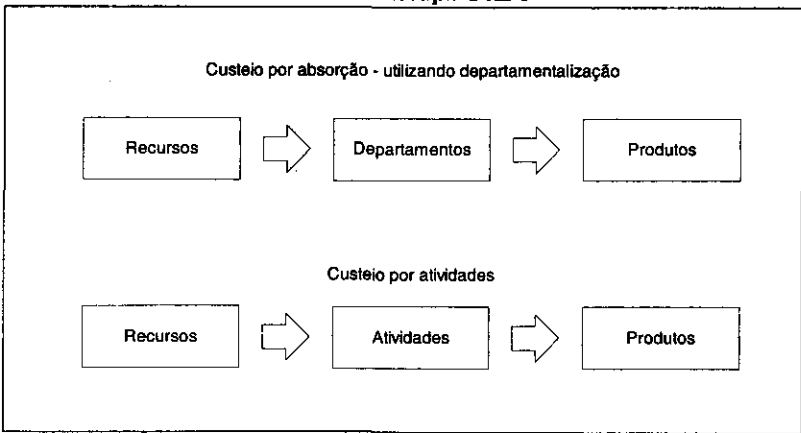 Custeio por absorção - utilizando departamentalização
Recursos
Departamentos
Produtos
Custeio por atividades
Recursos
Atividades
Produtos